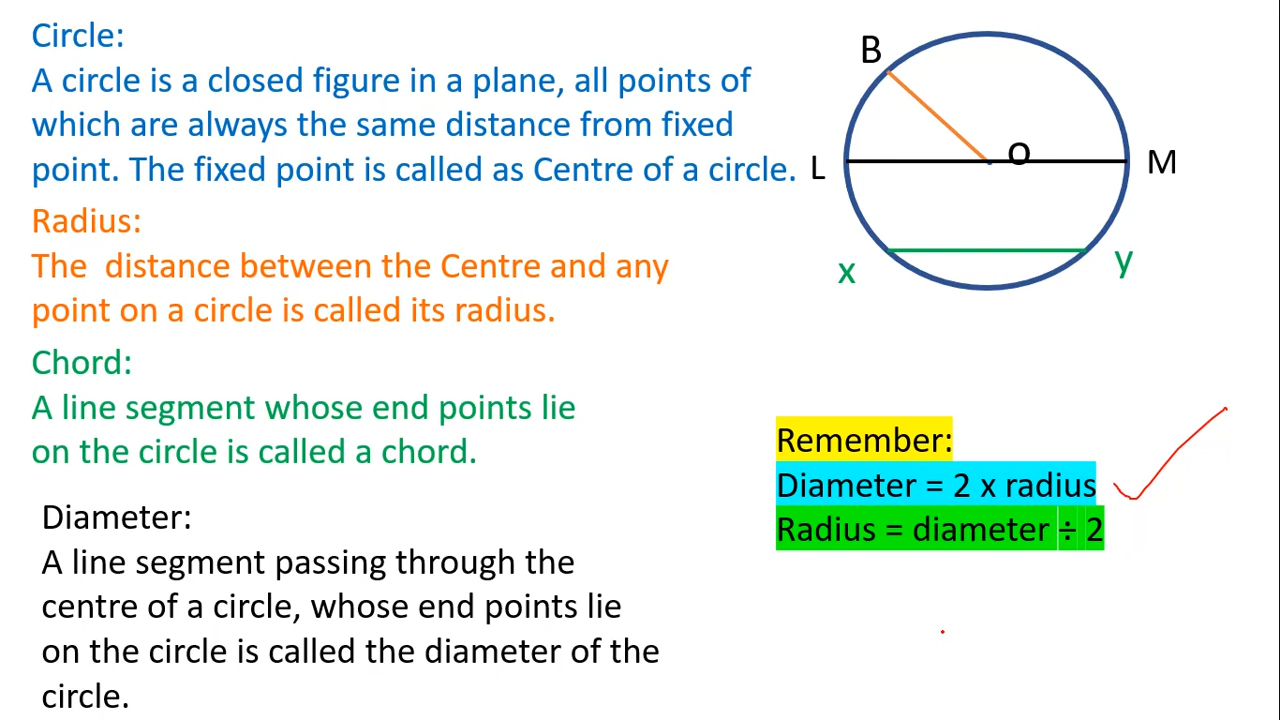 Circle:
A circle is a closed figure in a plane, all points of
which are always the same distance from fixed
point. The fixed point is called as Centre of a circle.
Radius:
The  distance between the Centre and any
point on a circle is called its radius.
Chord:
A line segment whose end points lie
on the circle is called a chord.
Diameter:
A line segment passing through the
centre of a circle, whose end points lie
on the circle is called the diameter of the
circle.
B
O
L
M
x
y
Remember:
Diameter = 2 x radius
Radius = diameter ÷ 2